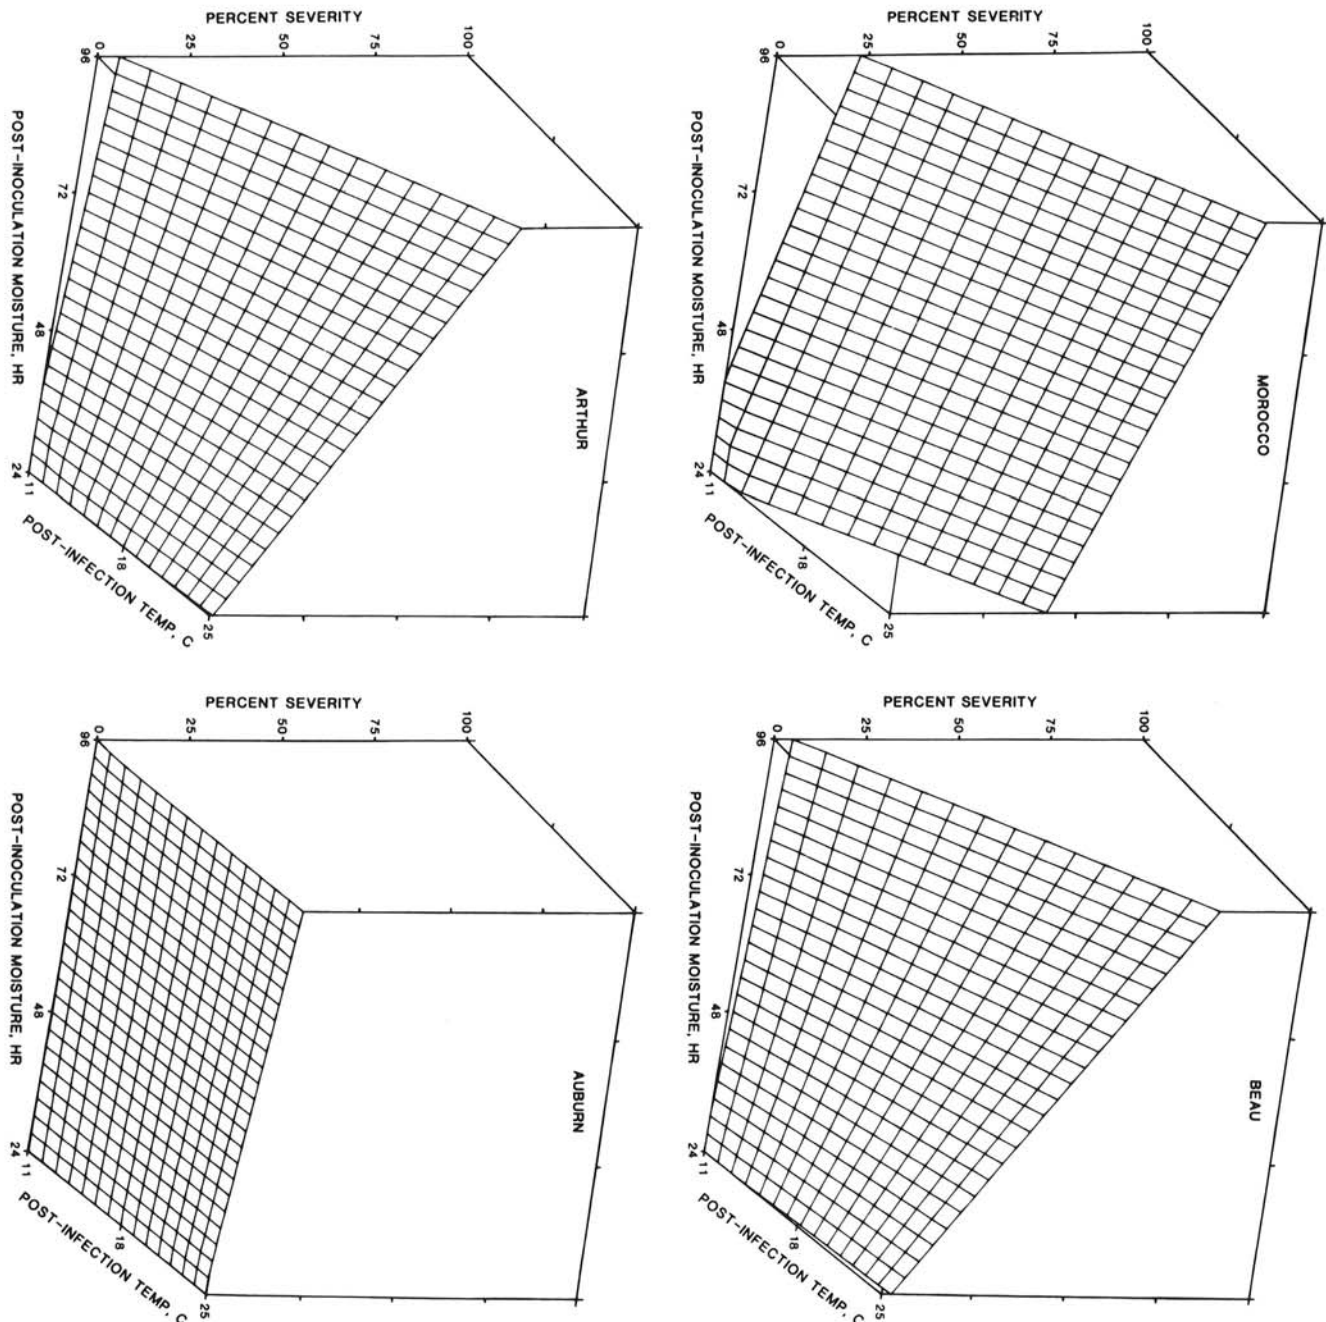 PERCENT SEVERITY
0 25 50 75 100
96
72
48
24
POST-INOCULATION MOISTURE, HR
11
18
25
POST-INFECTION TEMP, C
ARTHUR
PERCENT SEVERITY
0 25 50 75 100
96
72
48
24
POST-INOCULATION MOISTURE, HR
11
18
25
POST-INFECTION TEMP, C
MOROCCO
PERCENT SEVERITY
0 25 50 75 100
96
72
48
24
POST-INOCULATION MOISTURE, HR
11
18
25
POST-INFECTION TEMP, C
AUBURN
PERCENT SEVERITY
0 25 50 75 100
96
72
48
24
POST-INOCULATION MOISTURE, HR
11
18
25
POST-INFECTION TEMP, C
BEAU